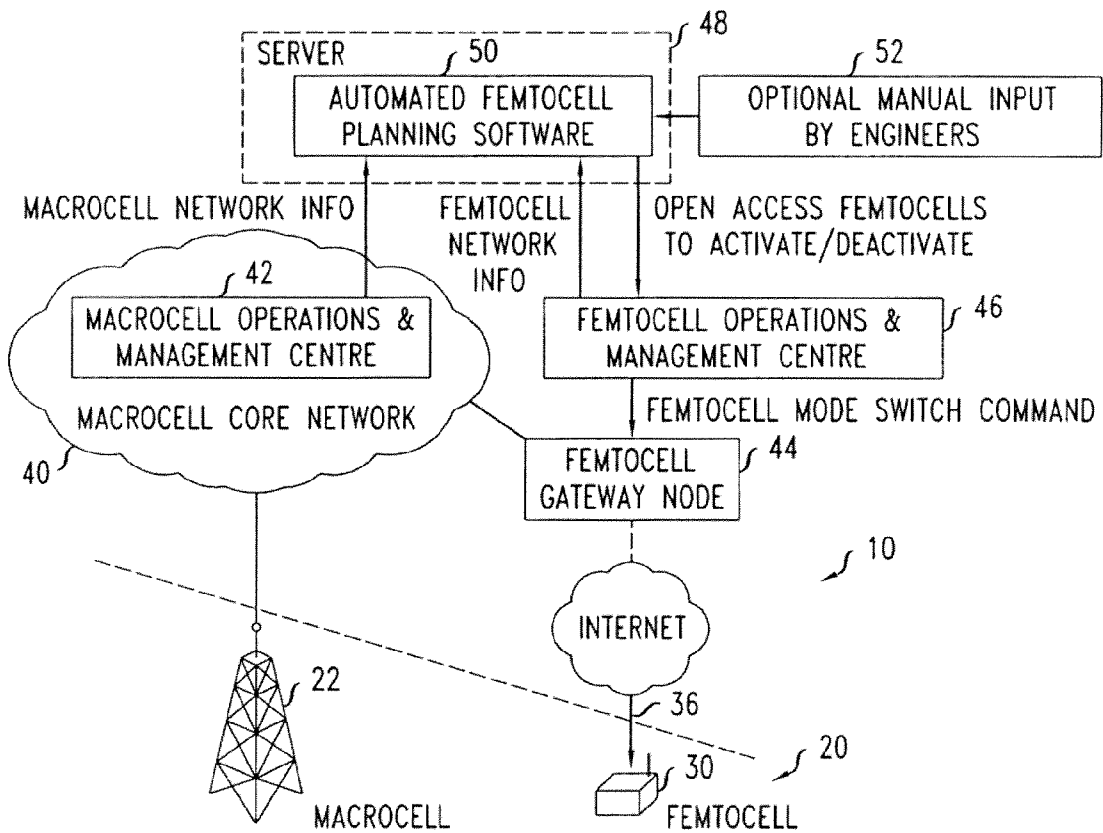 48
SERVER
50
52
AUTOMATED FEMTOCELL
PLANNING SOFTWARE
OPTIONAL MANUAL INPUT
BY ENGINEERS
MACROCELL NETWORK INFO
FEMTOCELL
NETWORK
INFO
OPEN ACCESS FEMTOCELLS
TO ACTIVATE/DEACTIVATE
42
MACROCELL OPERATIONS &
MANAGEMENT CENTRE
46
FEMTOCELL OPERATIONS &
MANAGEMENT CENTRE
MACROCELL CORE NETWORK
40
FEMTOCELL MODE SWITCH COMMAND
44
FEMTOCELL
GATEWAY NODE
10
INTERNET
22
36
20
30
MACROCELL
FEMTOCELL